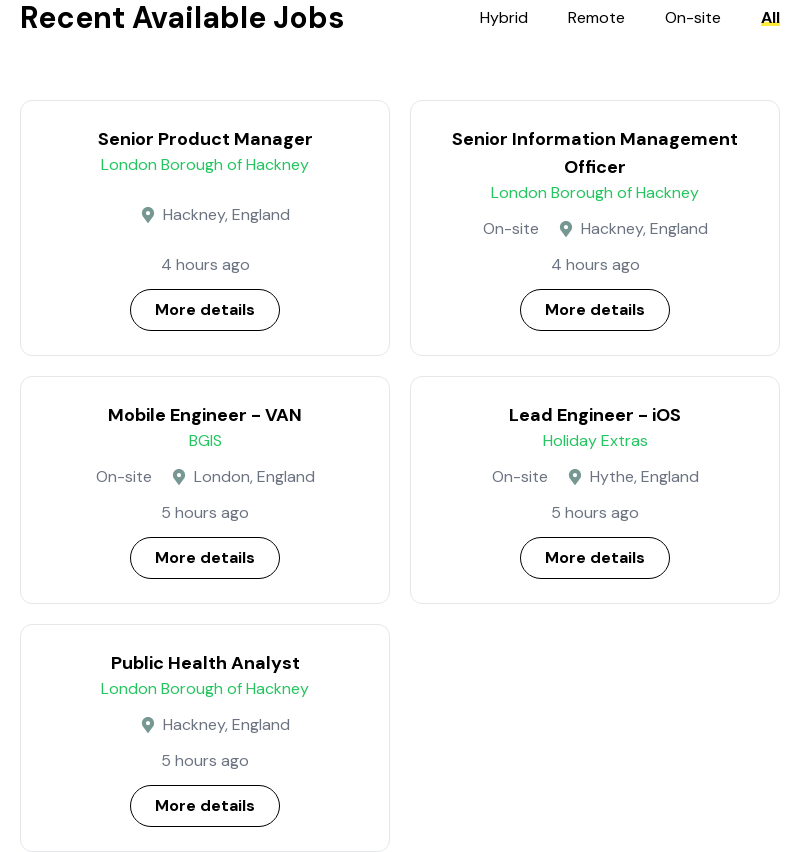 Recent Available Jobs
Hybrid Remote On-site All
Senior Product Manager
London Borough of Hackney
Hackney, England
4 hours ago
More details
Senior Information Management
Officer
London Borough of Hackney
On-site Hackney, England
4 hours ago
More details
Mobile Engineer – VAN
BGIS
On-site London, England
5 hours ago
More details
Lead Engineer – iOS
Holiday Extras
On-site Hythe, England
5 hours ago
More details
Public Health Analyst
London Borough of Hackney
Hackney, England
5 hours ago
More details